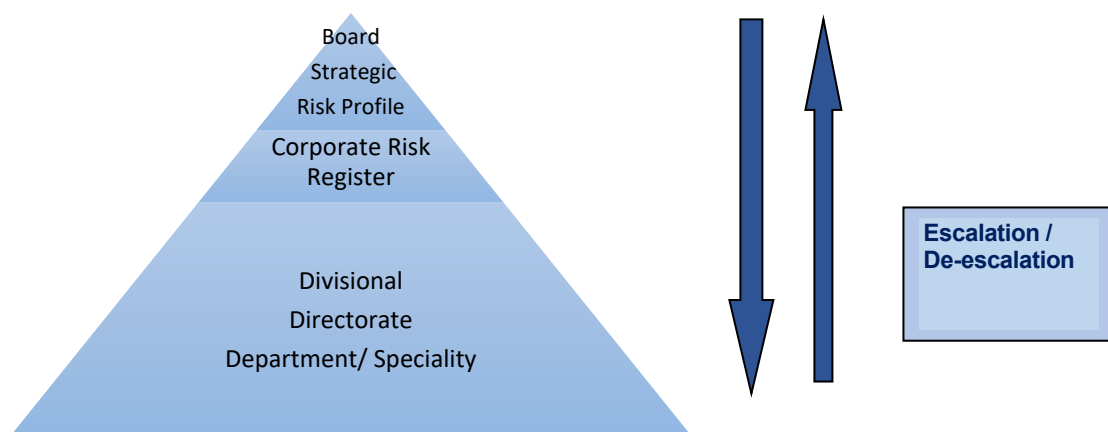 Board
Strategic
Risk Profile
Corporate Risk
Register
Divisional
Directorate
Department/ Speciality
Escalation /
De-escalation